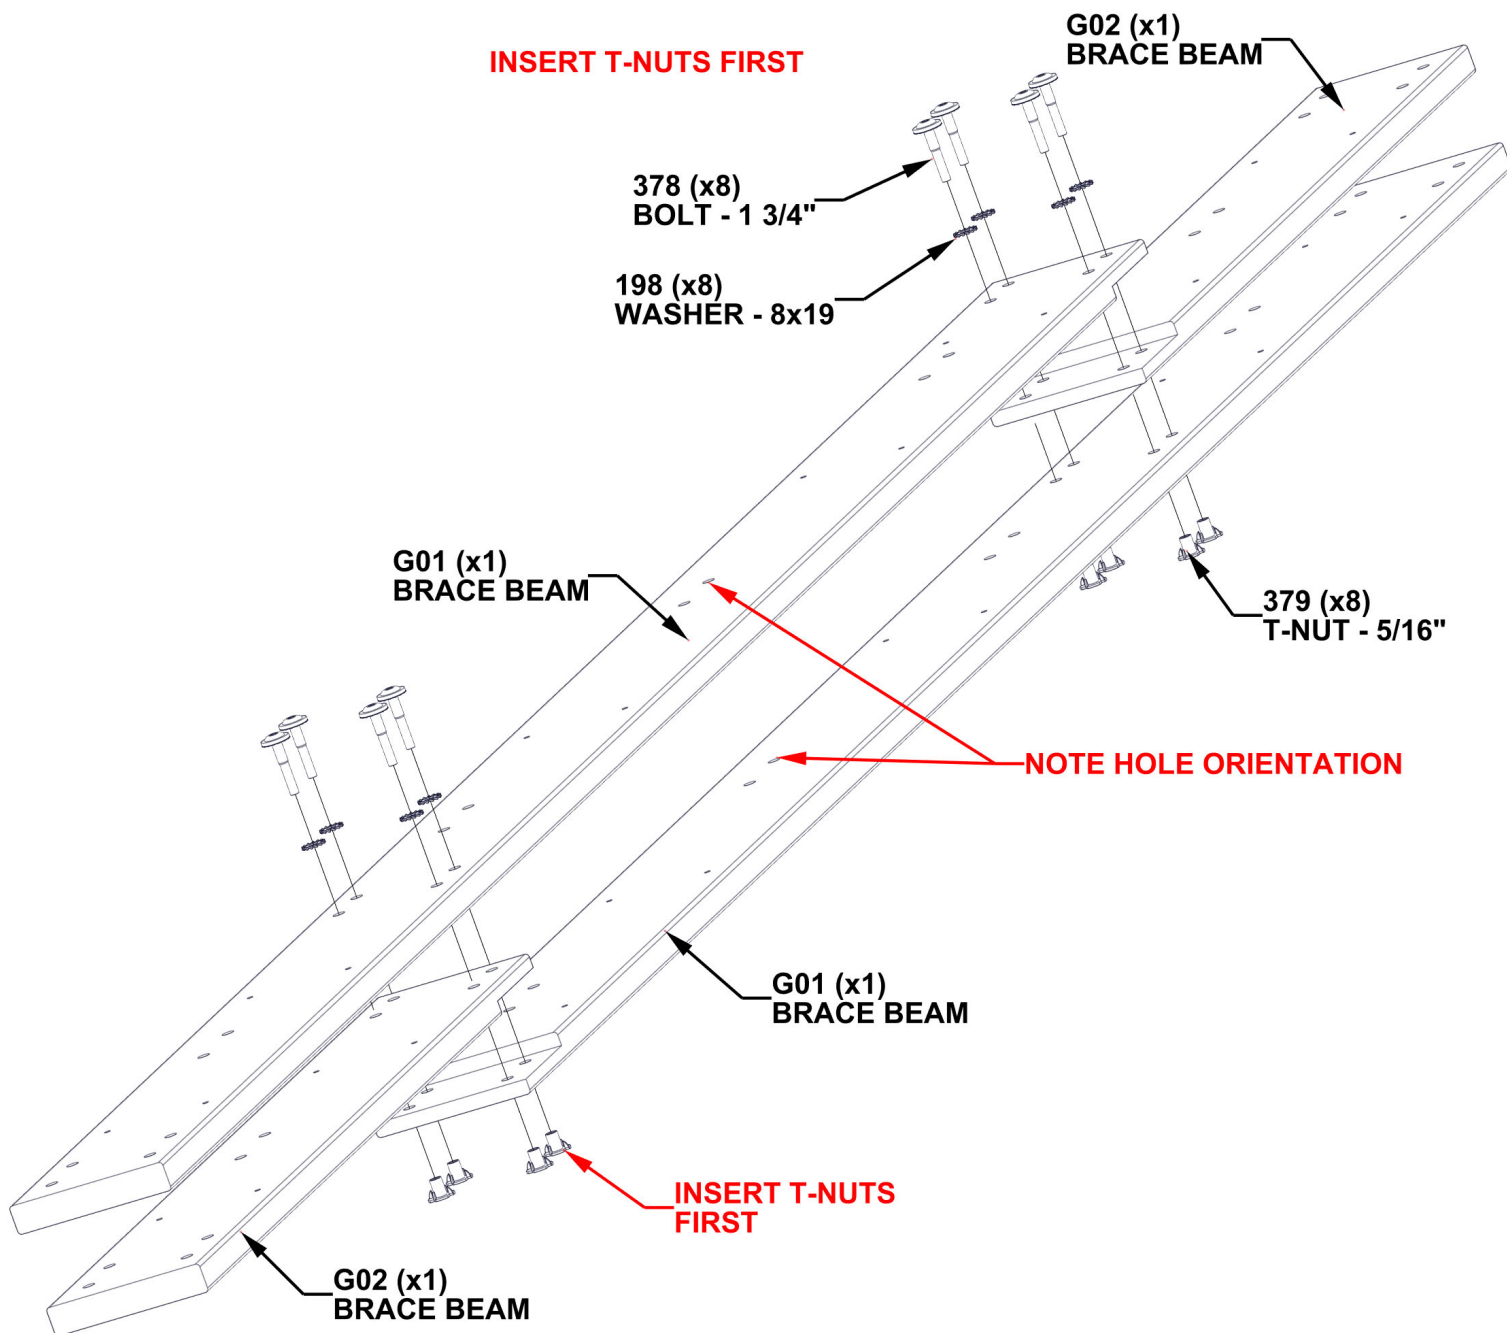 INSERT T-NUTS FIRST
G02 (x1)
BRACE BEAM
378 (x8)
BOLT - 1 3/4"
198 (x8)
WASHER - 8x19
G01 (x1)
BRACE BEAM
379 (x8)
T-NUT - 5/16"
NOTE HOLE ORIENTATION
G01 (x1)
BRACE BEAM
INSERT T-NUTS
FIRST
G02 (x1)
BRACE BEAM